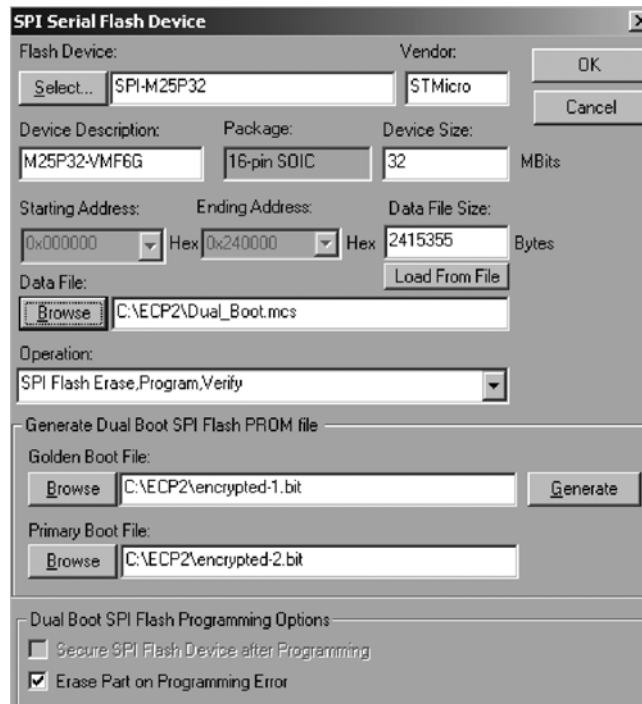 SPI Serial Flash Device
Flash Device: Vendor: OK
Select... SPI-M25P32 STMicro
Cancel
Device Description: Package: Device Size:
M25P32-VMF6G 16-pin SOIC 32 MBits
Starting Address: Ending Address: Data File Size:
0x000000 Hex 0x240000 Hex 2415355 Bytes
Load From File
Data File:
Browse C:\ECP2\Dual_Boot.mcs
Operation:
SPI Flash Erase,Program,Verify
Generate Dual Boot SPI Flash PROM file
Golden Boot File:
Browse C:\ECP2\encrypted-1.bit Generate
Primary Boot File:
Browse C:\ECP2\encrypted-2.bit
Dual Boot SPI Flash Programming Options
Secure SPI Flash Device after Programming
Erase Part on Programming Error